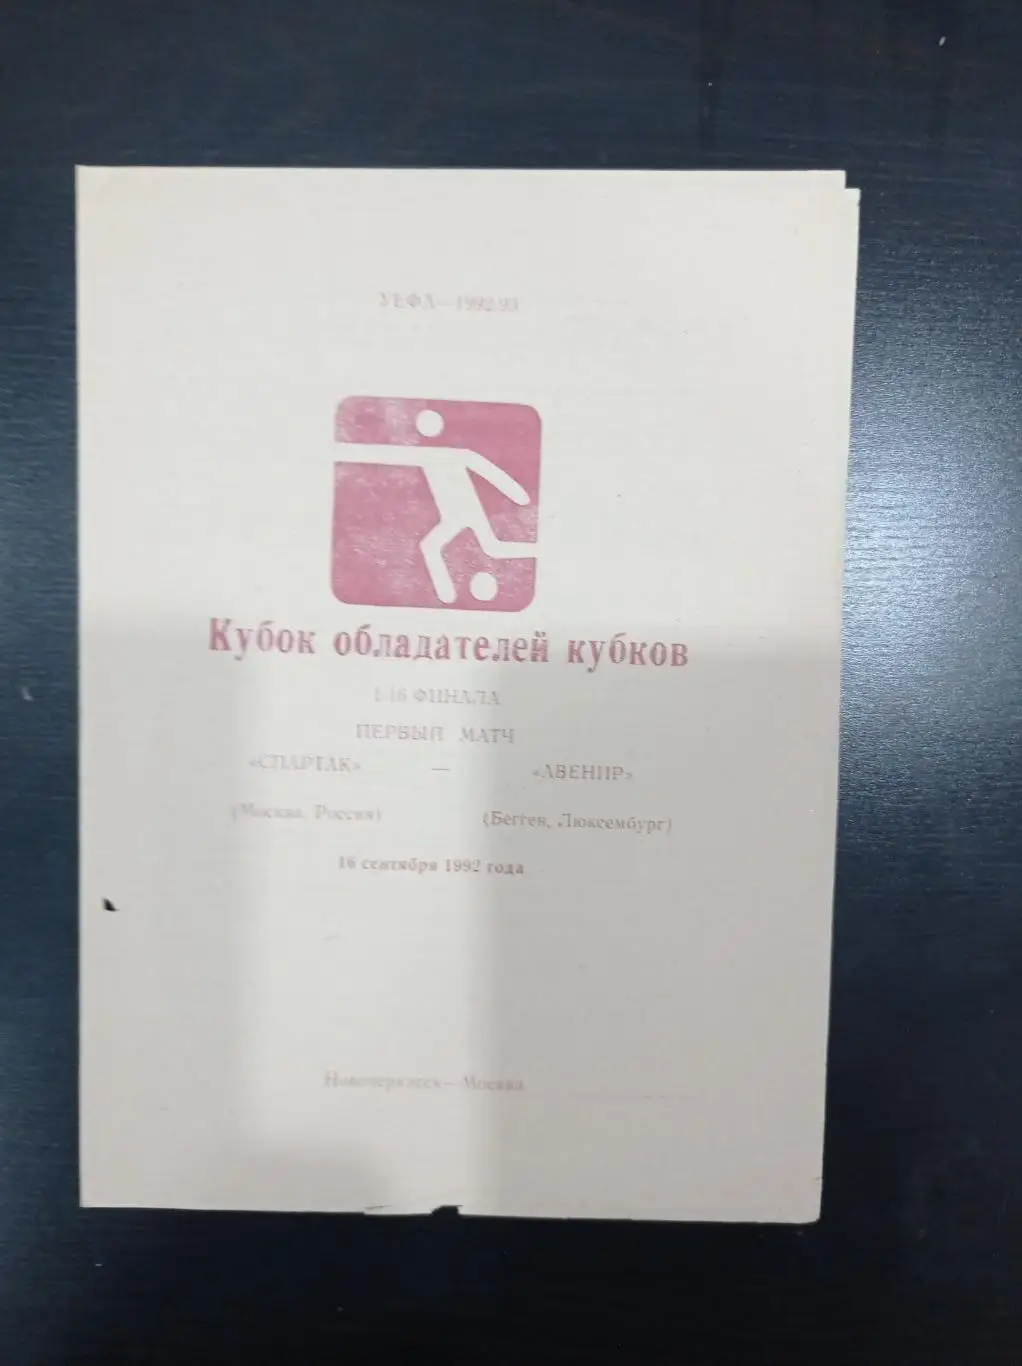 УЕФА—1992/93
Кубок обладателей кубков
1/16 ФИНАЛА
ПЕРВЫЙ МАТЧ
«СПАРТАК» — «АВЕНИР»
(Москва, Россия) (Бегген, Люксембург)
16 сентября 1992 года
Новочеркасск—Москва